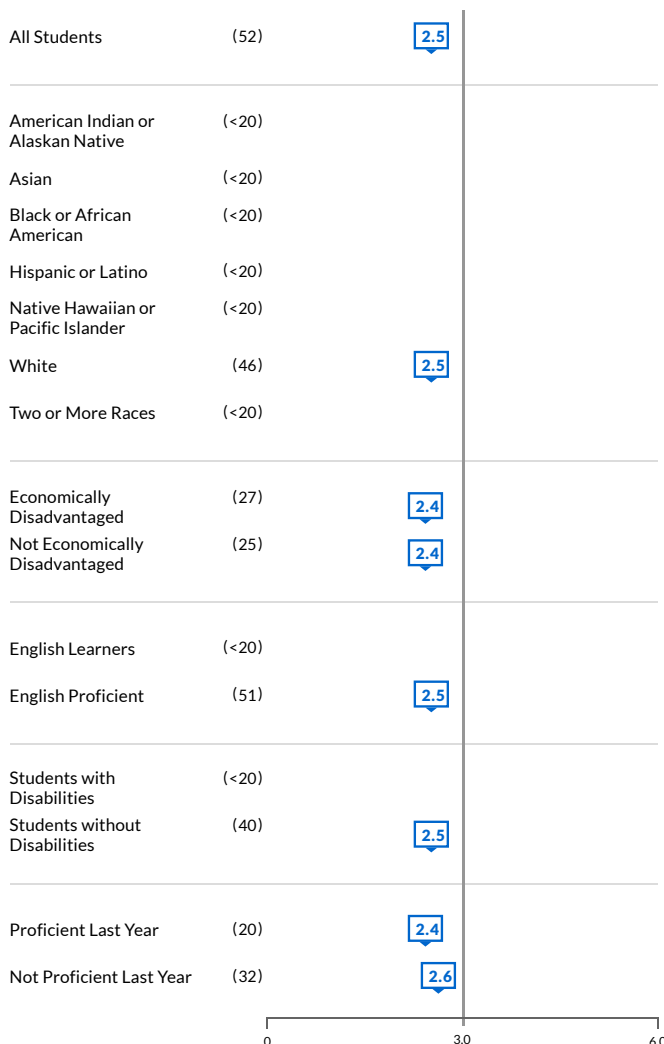 All Students (52) 2.5
American Indian or (<20)
Alaskan Native
Asian (<20)
Black or African (<20)
American
Hispanic or Latino (<20)
Native Hawaiian or (<20)
Pacific Islander
White (46) 2.5
Two or More Races (<20)
Economically (27) 2.4
Disadvantaged
Not Economically (25) 2.4
Disadvantaged
English Learners (<20)
English Proficient (51) 2.5
Students with (<20)
Disabilities
Students without (40) 2.5
Disabilities
Proficient Last Year (20) 2.4
Not Proficient Last Year (32) 2.6
0 3.0 6.0